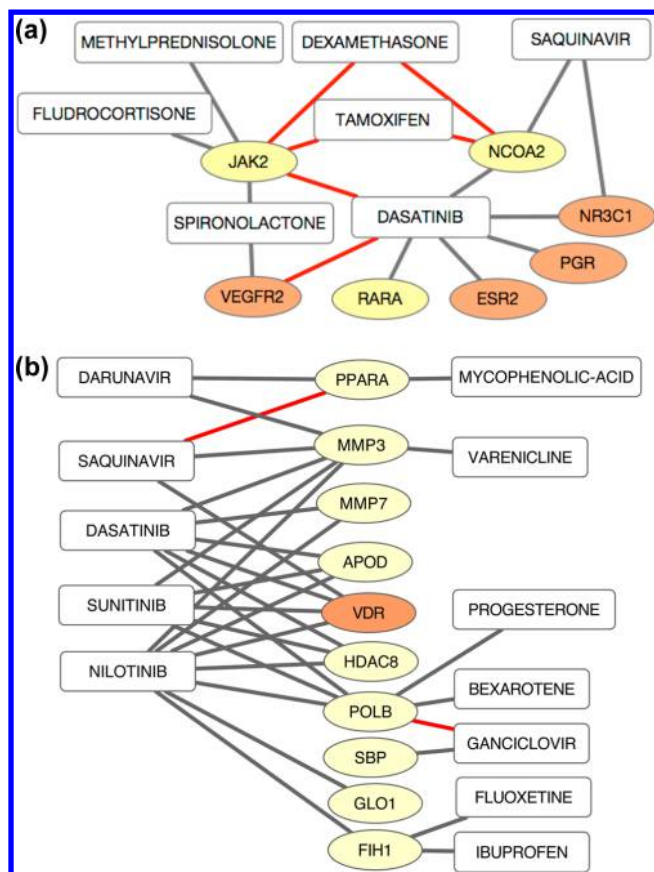 (a)
METHYLPREDNISOLONE DEXAMETHASONE SAQUINAVIR
FLUDROCORTISONE TAMOXIFEN
JAK2 NCOA2
SPIRONOLACTONE DASATINIB NR3C1
PGR
VEGFR2 RARA ESR2
(b)
DARUNAVIR PPARA MYCOPHENOLIC-ACID
SAQUINAVIR MMP3 VARENICLINE
DASATINIB MMP7
APOD
SUNITINIB VDR PROGESTERONE
NILOTINIB HDAC8
POLB BEXAROTENE
SBP GANCICLOVIR
GLO1 FLUOXETINE
FIH1 IBUPROFEN